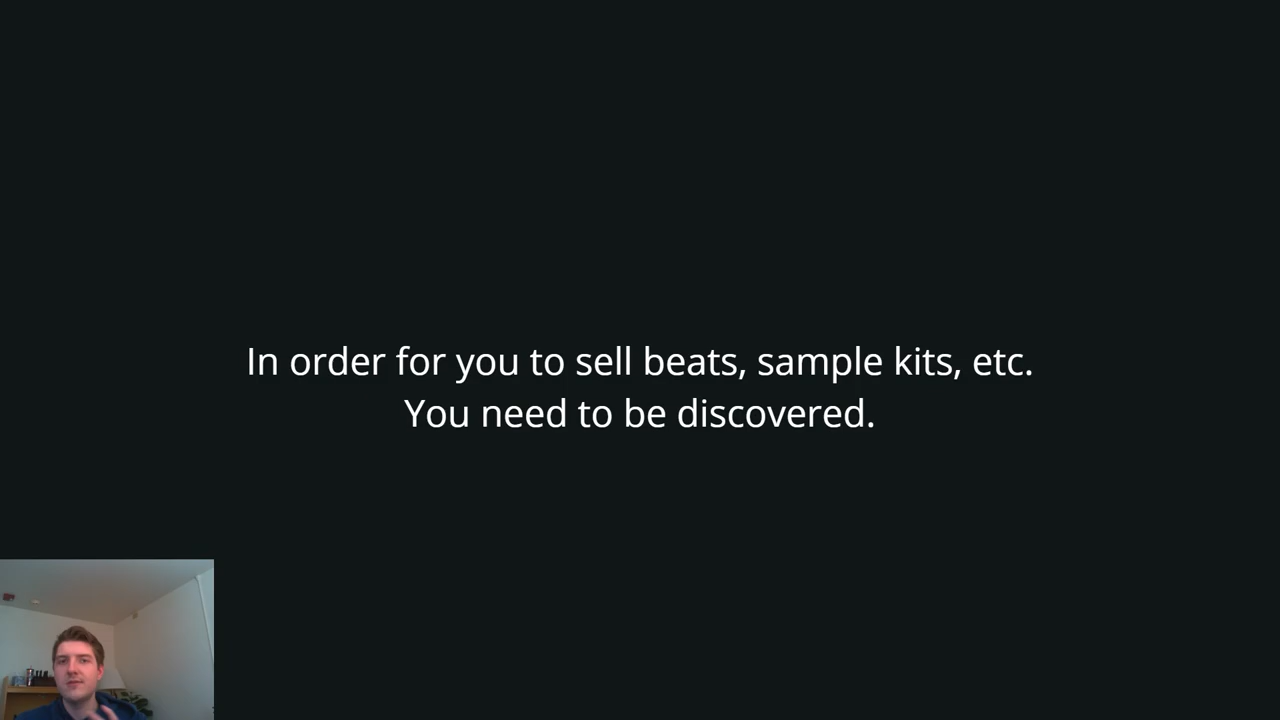 In order for you to sell beats, sample kits, etc.
You need to be discovered.